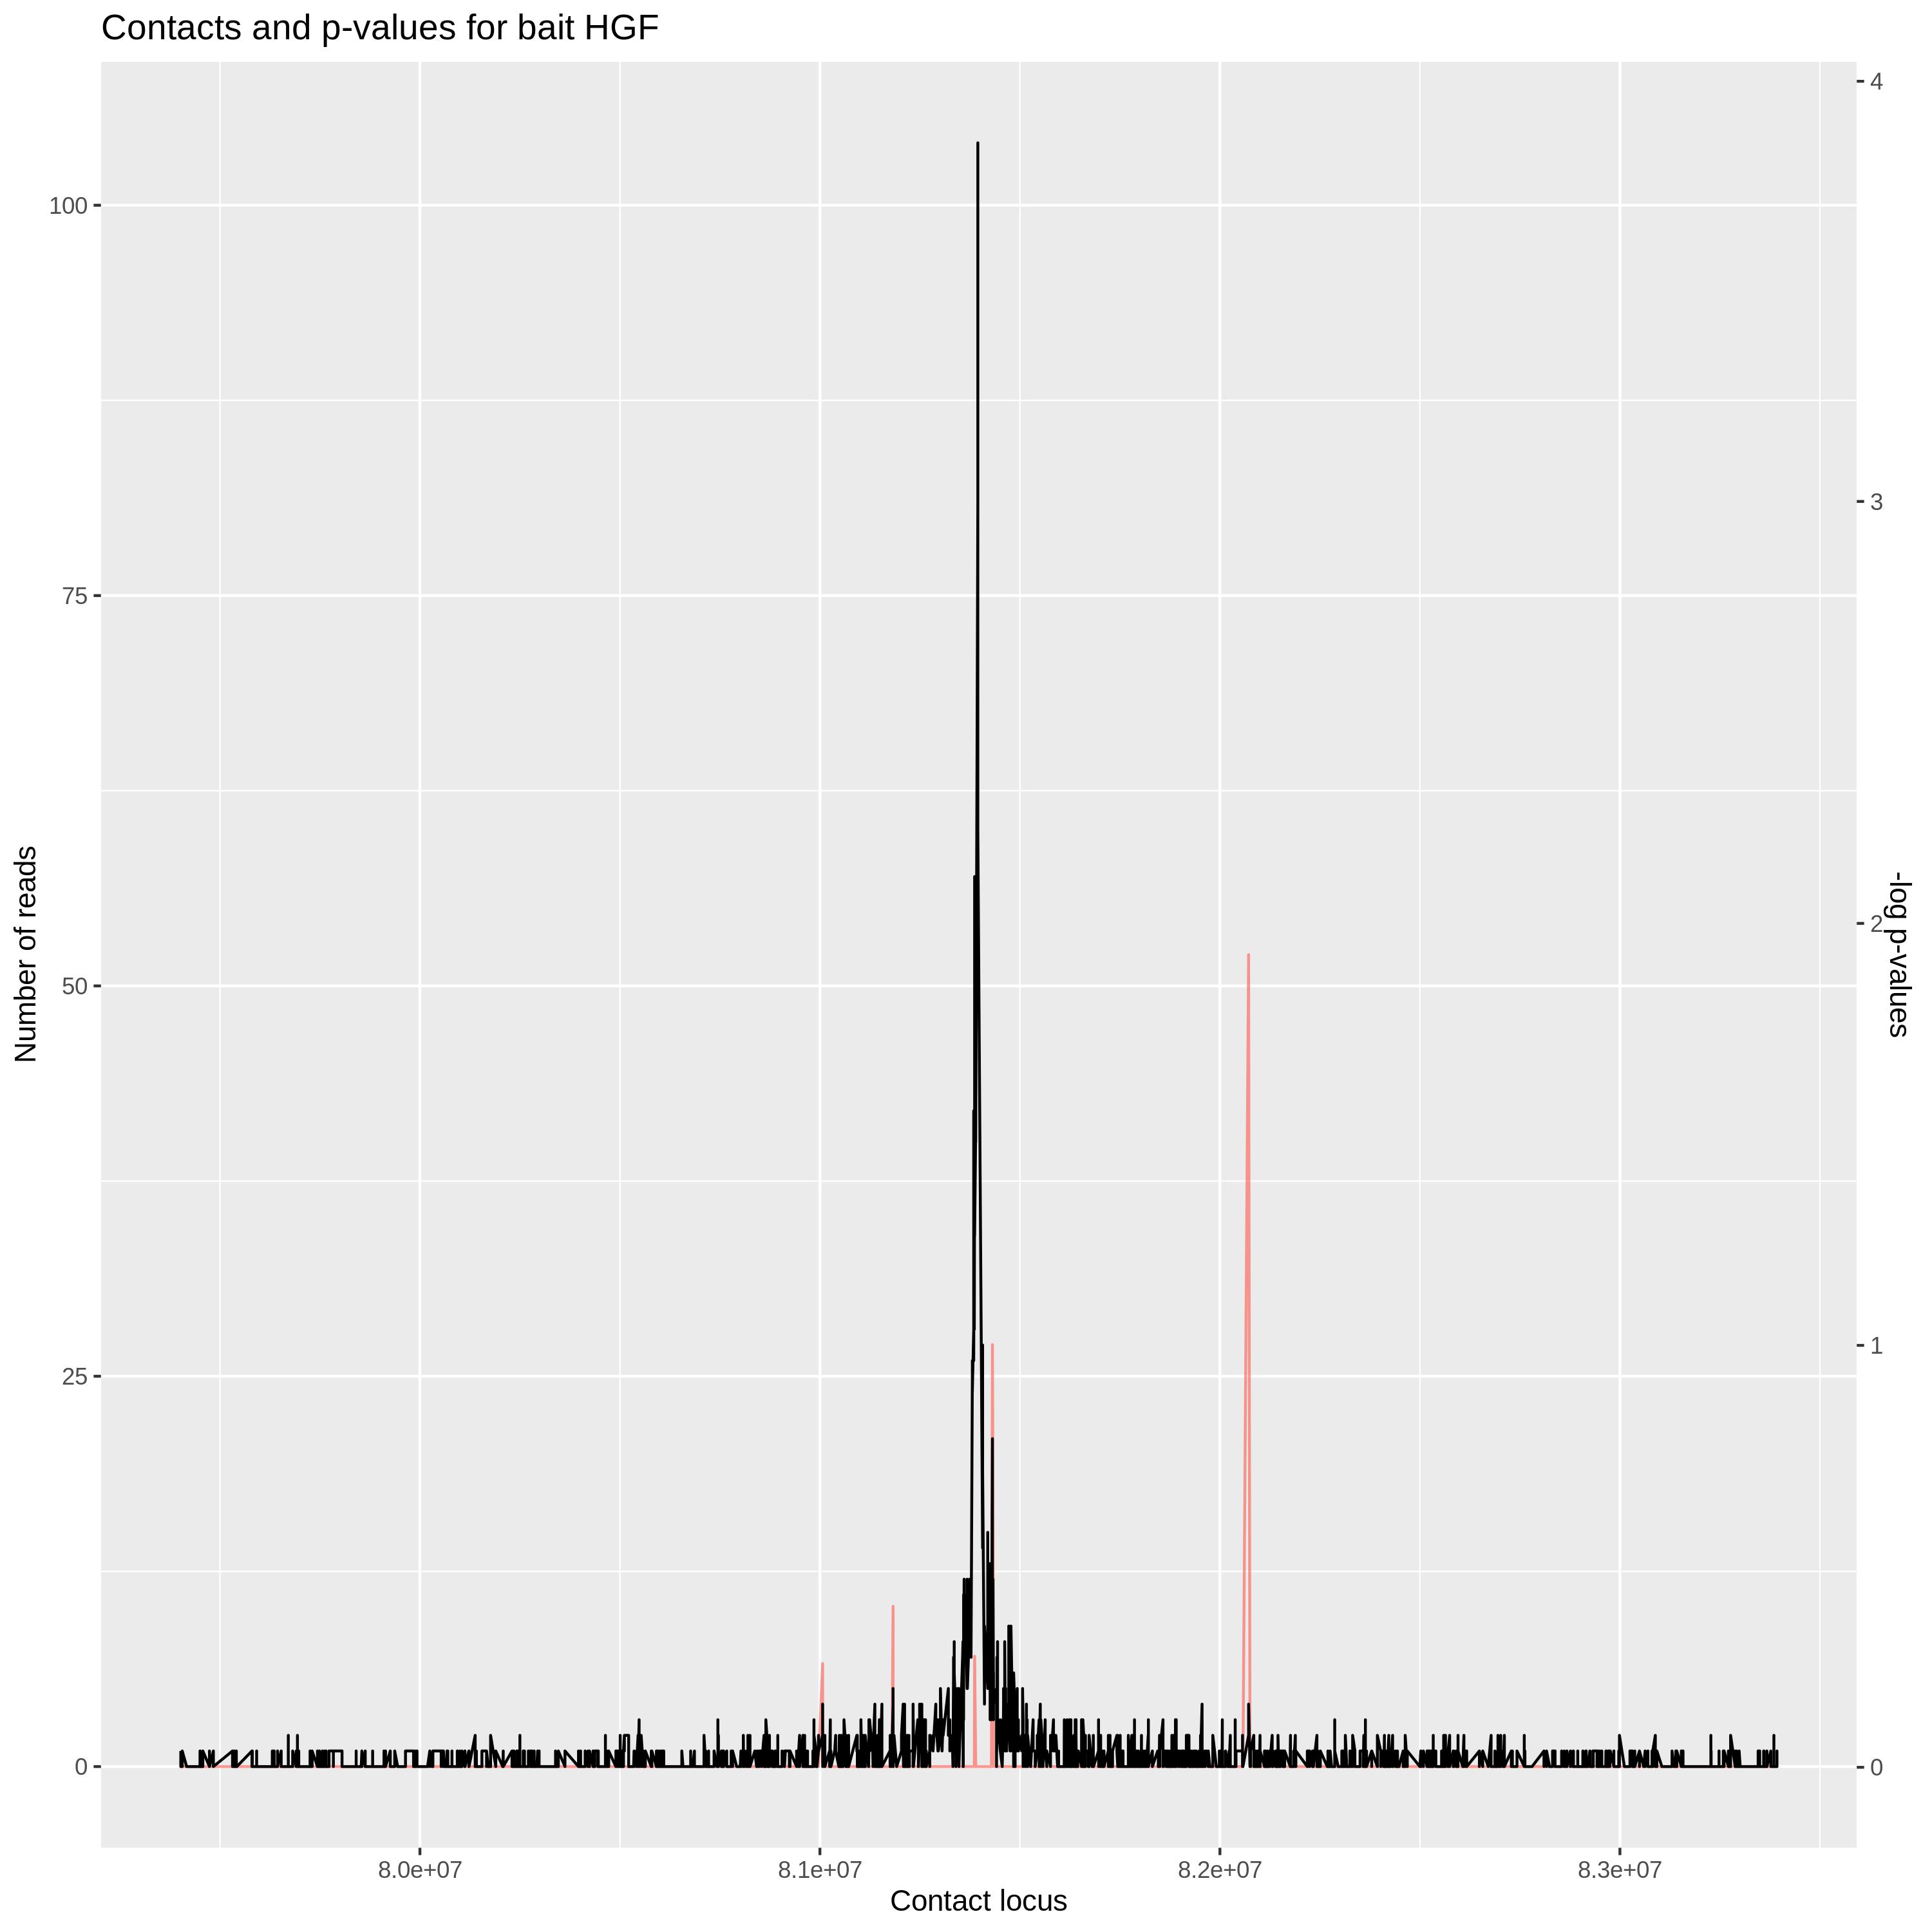 Contacts and p-values for bait HGF
4
100
3
75
Number of reads
2
-log p-values
50
1
25
0
0
8.0e+07
8.1e+07
8.2e+07
8.3e+07
Contact locus